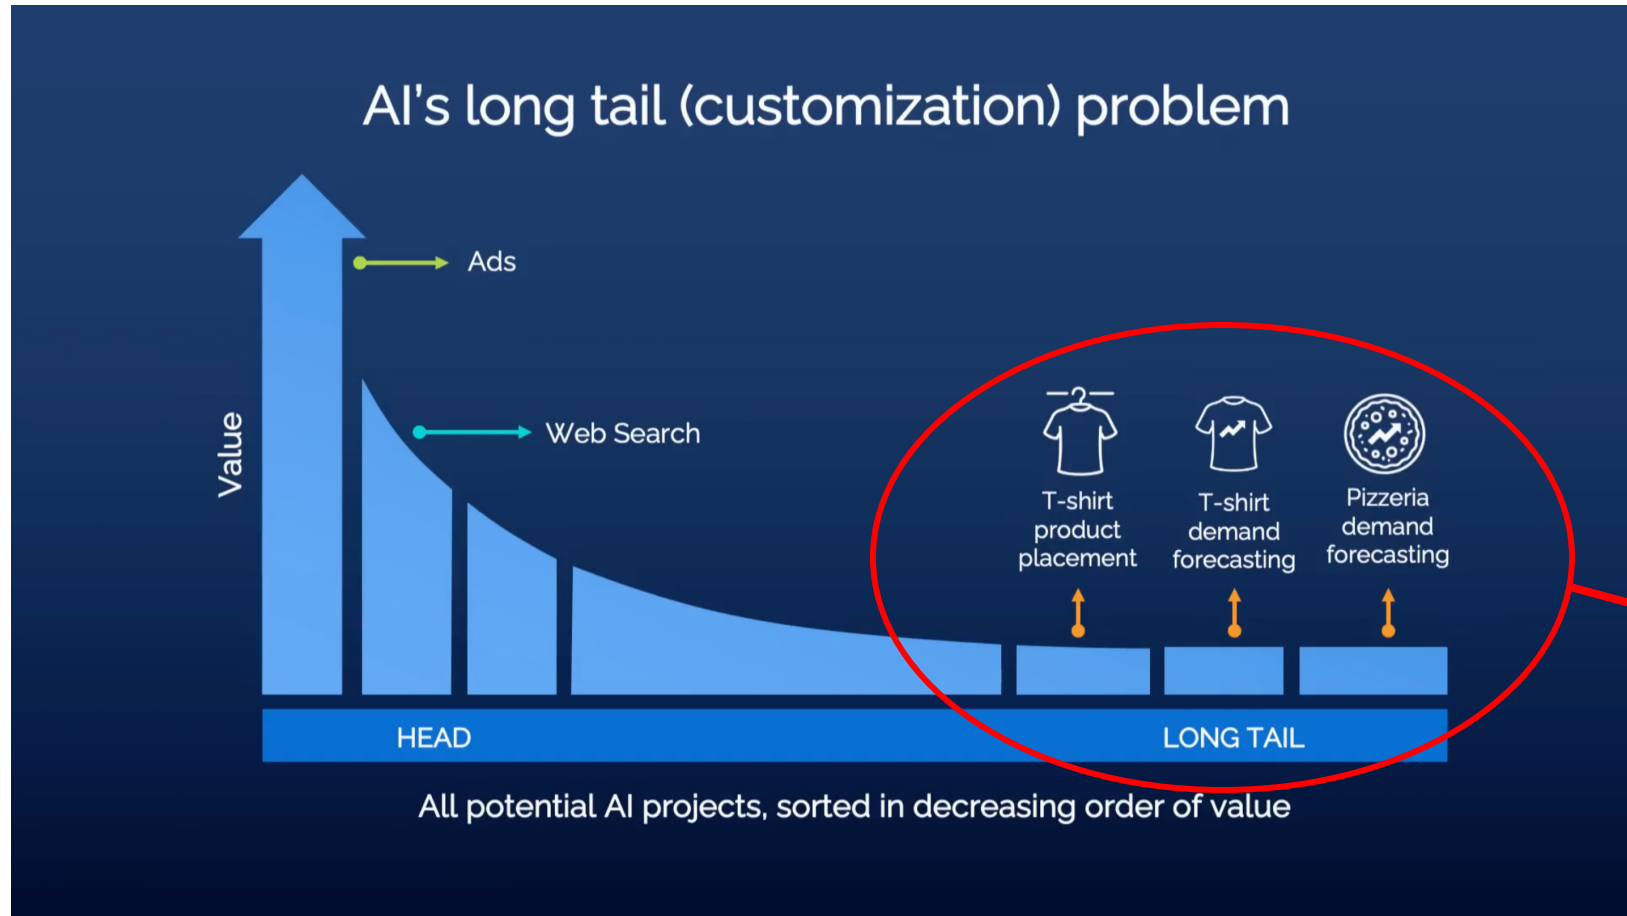 AI's long tail (customization) problem
Ads
Web Search
Value
T-shirt
product
placement
T-shirt
demand
forecasting
Pizzeria
demand
forecasting
HEAD
LONG TAIL
All potential AI projects, sorted in decreasing order of value